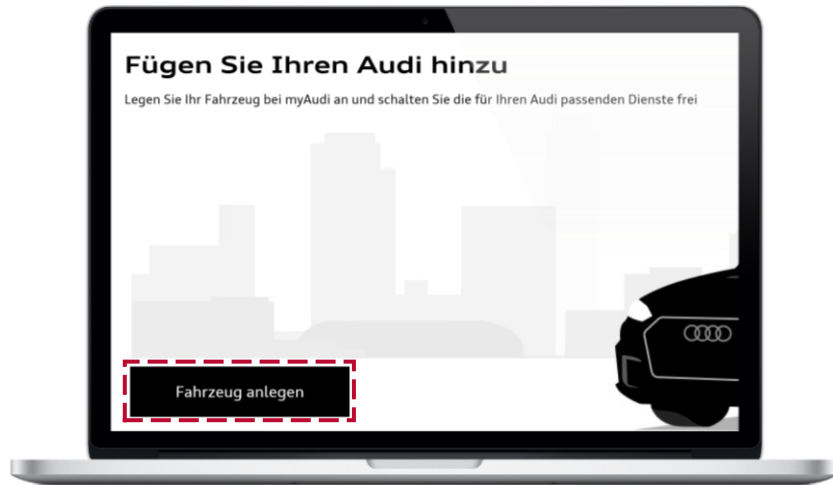 Fügen Sie Ihren Audi hinzu
Legen Sie Ihr Fahrzeug bei myAudi an und schalten Sie die für Ihren Audi passenden Dienste frei
Fahrzeug anlegen